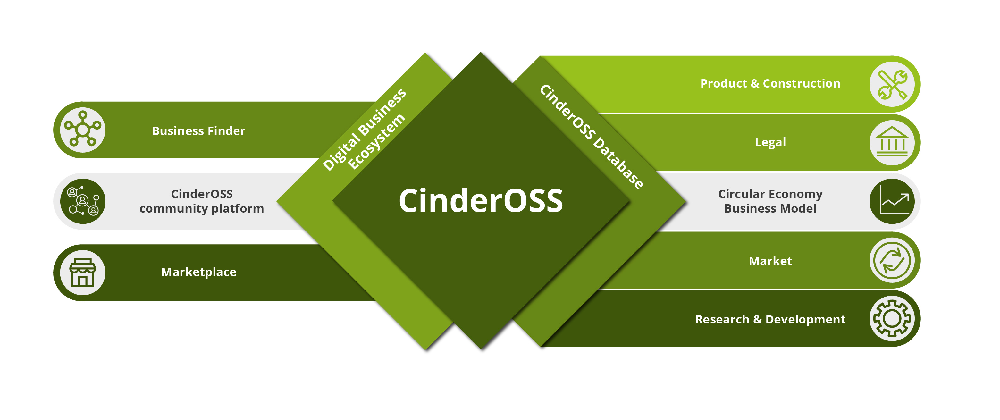 Business Finder
CinderOSS
community platform
Marketplace
Digital Business
Ecosystem
CinderOSS
CinderOSS Database
Product & Construction
Legal
Circular Economy
Business Model
Market
Research & Development